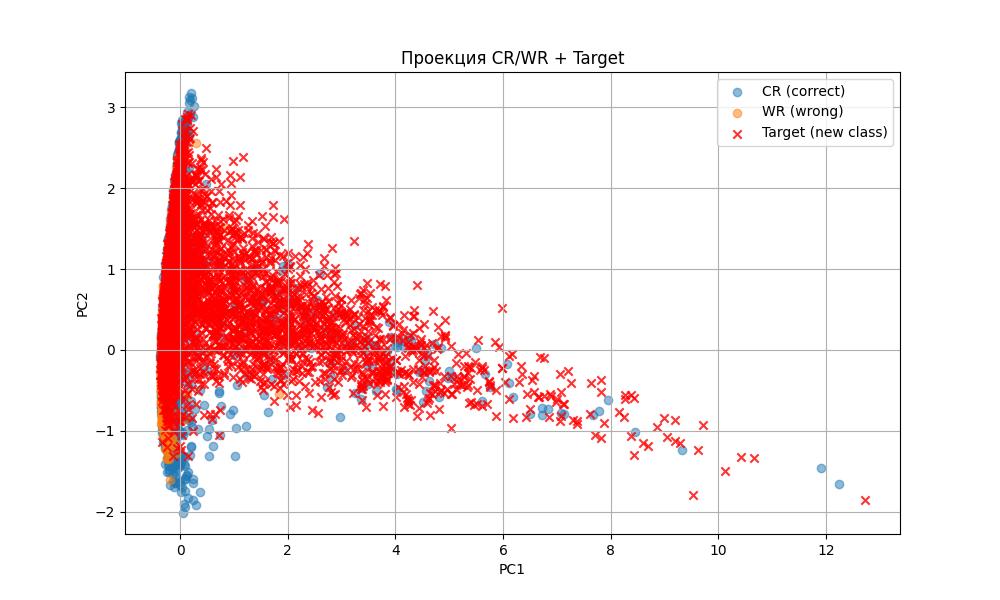 Проекция CR/WR + Target
CR (correct)
WR (wrong)
Target (new class)
3
2
1
0
−1
−2
PC2
0 2 4 6 8 10 12
PC1